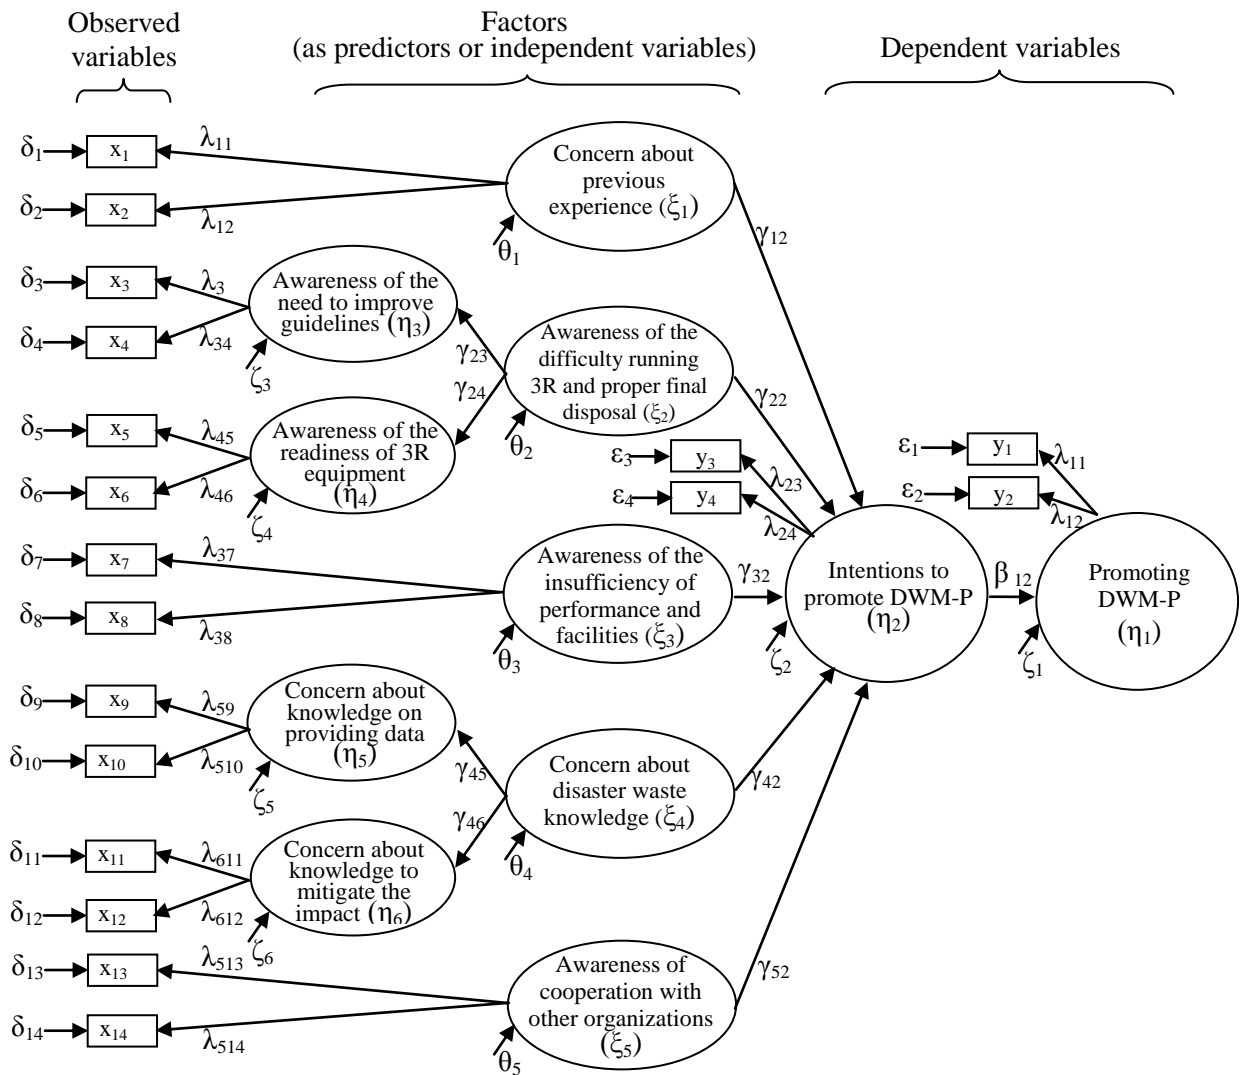 Observed
variables
Factors
(as predictors or independent variables)
Dependent variables
δ1
x1
λ11
δ2
x2
λ12
Concern about
previous
experience (ξ1)
θ1
γ12
δ3
x3
λ3
δ4
x4
λ34
Awareness of the
need to improve
guidelines (η3)
ζ3
γ23
γ24
Awareness of the
difficulty running
3R and proper final
disposal (ξ2)
θ2
γ22
δ5
x5
λ45
δ6
x6
λ46
Awareness of the
readiness of 3R
equipment
(η4)
ζ4
ε3
y3
λ23
ε4
y4
λ24
ε1
y1
λ11
ε2
y2
λ12
δ7
x7
λ37
δ8
x8
λ38
Awareness of the
insufficiency of
performance and
facilities (ξ3)
θ3
γ32
Intentions to
promote DWM-P
(η2)
ζ2
β 12
Promoting
DWM-P
(η1)
ζ1
δ9
x9
λ59
δ10
x10
λ510
Concern about
knowledge on
providing data
(η5)
ζ5
γ45
γ46
Concern about
disaster waste
knowledge (ξ4)
θ4
γ42
δ11
x11
λ611
δ12
x12
λ612
Concern about
knowledge to
mitigate the
impact (η6)
ζ6
δ13
x13
λ513
δ14
x14
λ514
Awareness of
cooperation with
other organizations
(ξ5)
θ5
γ52